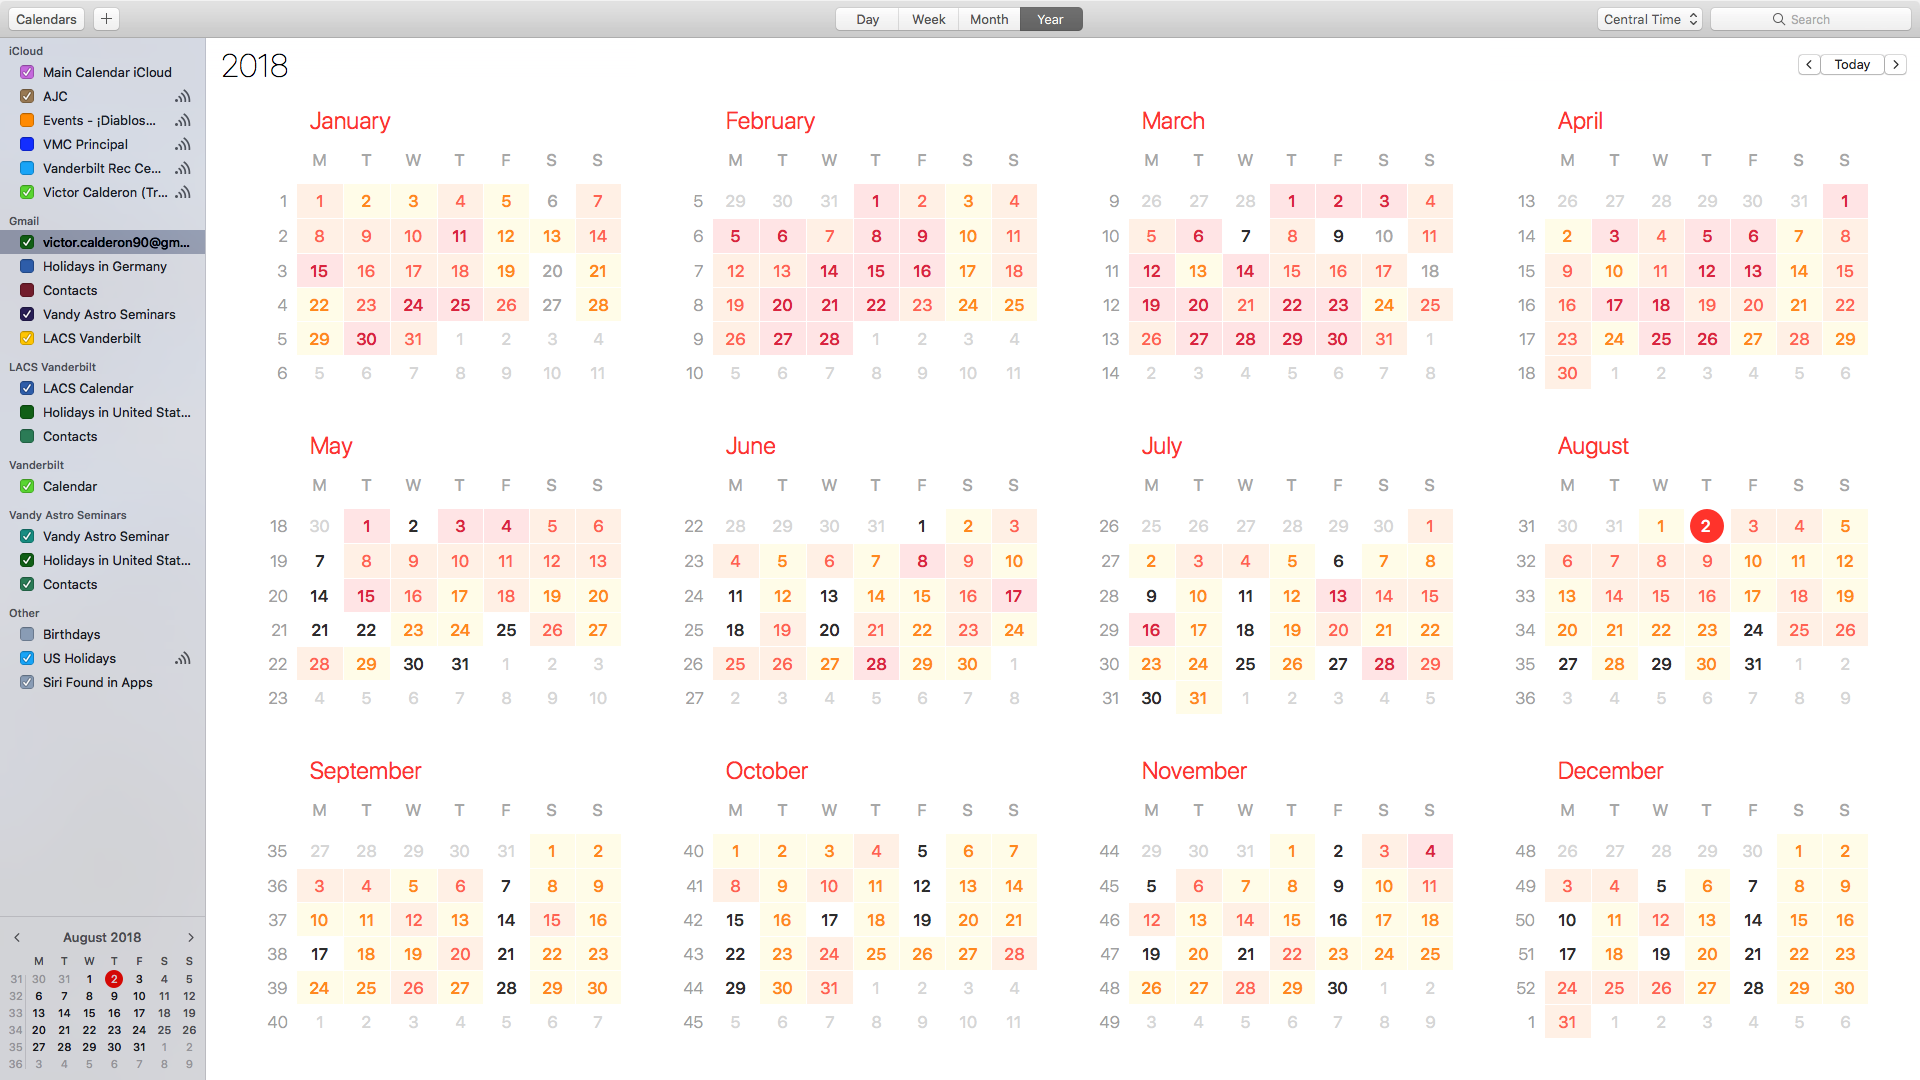 Calendars + Day Week Month Year Central Time Search
iCloud
Main Calendar iCloud
AJC
Events - ¡Diablos...
VMC Principal
Vanderbilt Rec Ce...
Victor Calderon (Tr...
Gmail
victor.calderon90@gm...
Holidays in Germany
Contacts
Vandy Astro Seminars
LACS Vanderbilt
LACS Vanderbilt
LACS Calendar
Holidays in United Stat...
Contacts
Vanderbilt
Calendar
Vandy Astro Seminars
Vandy Astro Seminar
Holidays in United Stat...
Contacts
Other
Birthdays
US Holidays
Siri Found in Apps
August 2018
M T W T F S S
31 30 31 1 2 3 4 5
32 6 7 8 9 10 11 12
33 13 14 15 16 17 18 19
34 20 21 22 23 24 25 26
35 27 28 29 30 31 1 2
36 3 4 5 6 7 8 9
2018
< Today >
January
M T W T F S S
1 1 2 3 4 5 6 7
2 8 9 10 11 12 13 14
3 15 16 17 18 19 20 21
4 22 23 24 25 26 27 28
5 29 30 31 1 2 3 4
6 5 6 7 8 9 10 11
February
M T W T F S S
5 29 30 31 1 2 3 4
6 5 6 7 8 9 10 11
7 12 13 14 15 16 17 18
8 19 20 21 22 23 24 25
9 26 27 28 1 2 3 4
10 5 6 7 8 9 10 11
March
M T W T F S S
9 26 27 28 1 2 3 4
10 5 6 7 8 9 10 11
11 12 13 14 15 16 17 18
12 19 20 21 22 23 24 25
13 26 27 28 29 30 31 1
14 2 3 4 5 6 7 8
April
M T W T F S S
13 26 27 28 29 30 31 1
14 2 3 4 5 6 7 8
15 9 10 11 12 13 14 15
16 16 17 18 19 20 21 22
17 23 24 25 26 27 28 29
18 30 1 2 3 4 5 6
May
M T W T F S S
18 30 1 2 3 4 5 6
19 7 8 9 10 11 12 13
20 14 15 16 17 18 19 20
21 21 22 23 24 25 26 27
22 28 29 30 31 1 2 3
23 4 5 6 7 8 9 10
June
M T W T F S S
22 28 29 30 31 1 2 3
23 4 5 6 7 8 9 10
24 11 12 13 14 15 16 17
25 18 19 20 21 22 23 24
26 25 26 27 28 29 30 1
27 2 3 4 5 6 7 8
July
M T W T F S S
26 25 26 27 28 29 30 1
27 2 3 4 5 6 7 8
28 9 10 11 12 13 14 15
29 16 17 18 19 20 21 22
30 23 24 25 26 27 28 29
31 30 31 1 2 3 4 5
August
M T W T F S S
31 30 31 1 2 3 4 5
32 6 7 8 9 10 11 12
33 13 14 15 16 17 18 19
34 20 21 22 23 24 25 26
35 27 28 29 30 31 1 2
36 3 4 5 6 7 8 9
September
M T W T F S S
35 27 28 29 30 31 1 2
36 3 4 5 6 7 8 9
37 10 11 12 13 14 15 16
38 17 18 19 20 21 22 23
39 24 25 26 27 28 29 30
40 1 2 3 4 5 6 7
October
M T W T F S S
40 1 2 3 4 5 6 7
41 8 9 10 11 12 13 14
42 15 16 17 18 19 20 21
43 22 23 24 25 26 27 28
44 29 30 31 1 2 3 4
45 5 6 7 8 9 10 11
November
M T W T F S S
44 29 30 31 1 2 3 4
45 5 6 7 8 9 10 11
46 12 13 14 15 16 17 18
47 19 20 21 22 23 24 25
48 26 27 28 29 30 1 2
49 3 4 5 6 7 8 9
December
M T W T F S S
48 26 27 28 29 30 1 2
49 3 4 5 6 7 8 9
50 10 11 12 13 14 15 16
51 17 18 19 20 21 22 23
52 24 25 26 27 28 29 30
1 31 1 2 3 4 5 6